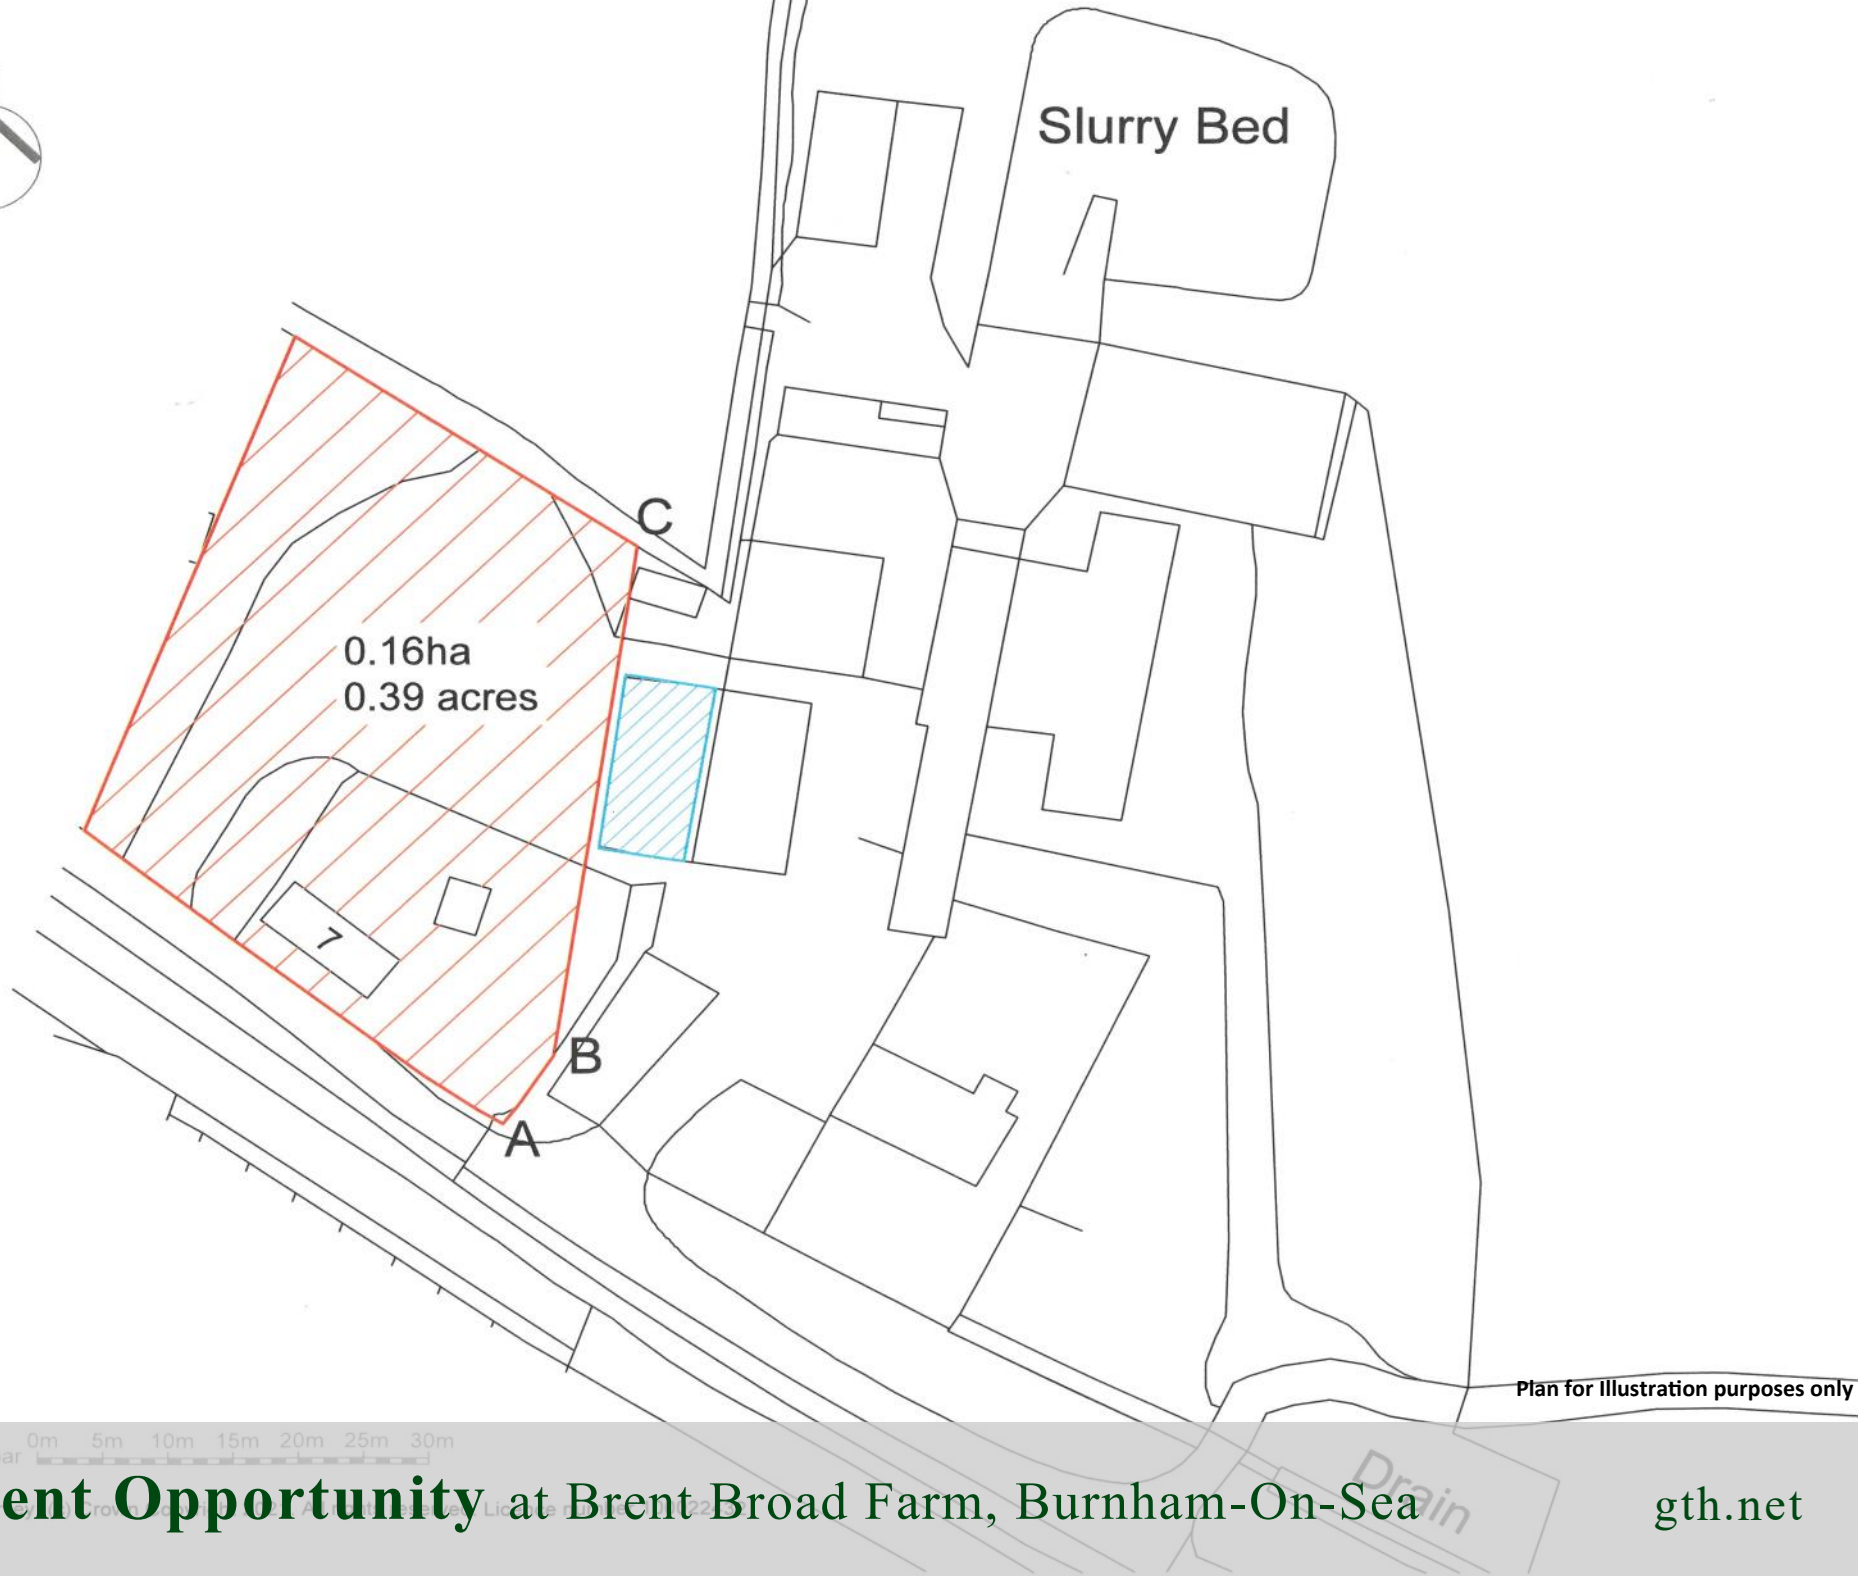 Slurry Bed
C
0.16ha
0.39 acres
7
B
A
Plan for Illustration purposes only
0m 5m 10m 15m 20m 25m 30m
ar
Drain
ent Opportunity at Brent Broad Farm, Burnham-On-Sea
gth.net